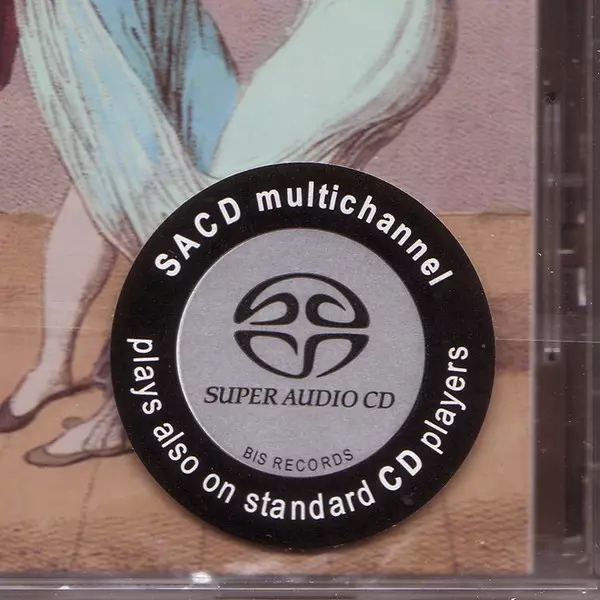 SACD multichannel
SUPER AUDIO CD
BIS RECORDS
plays also on standard CD players